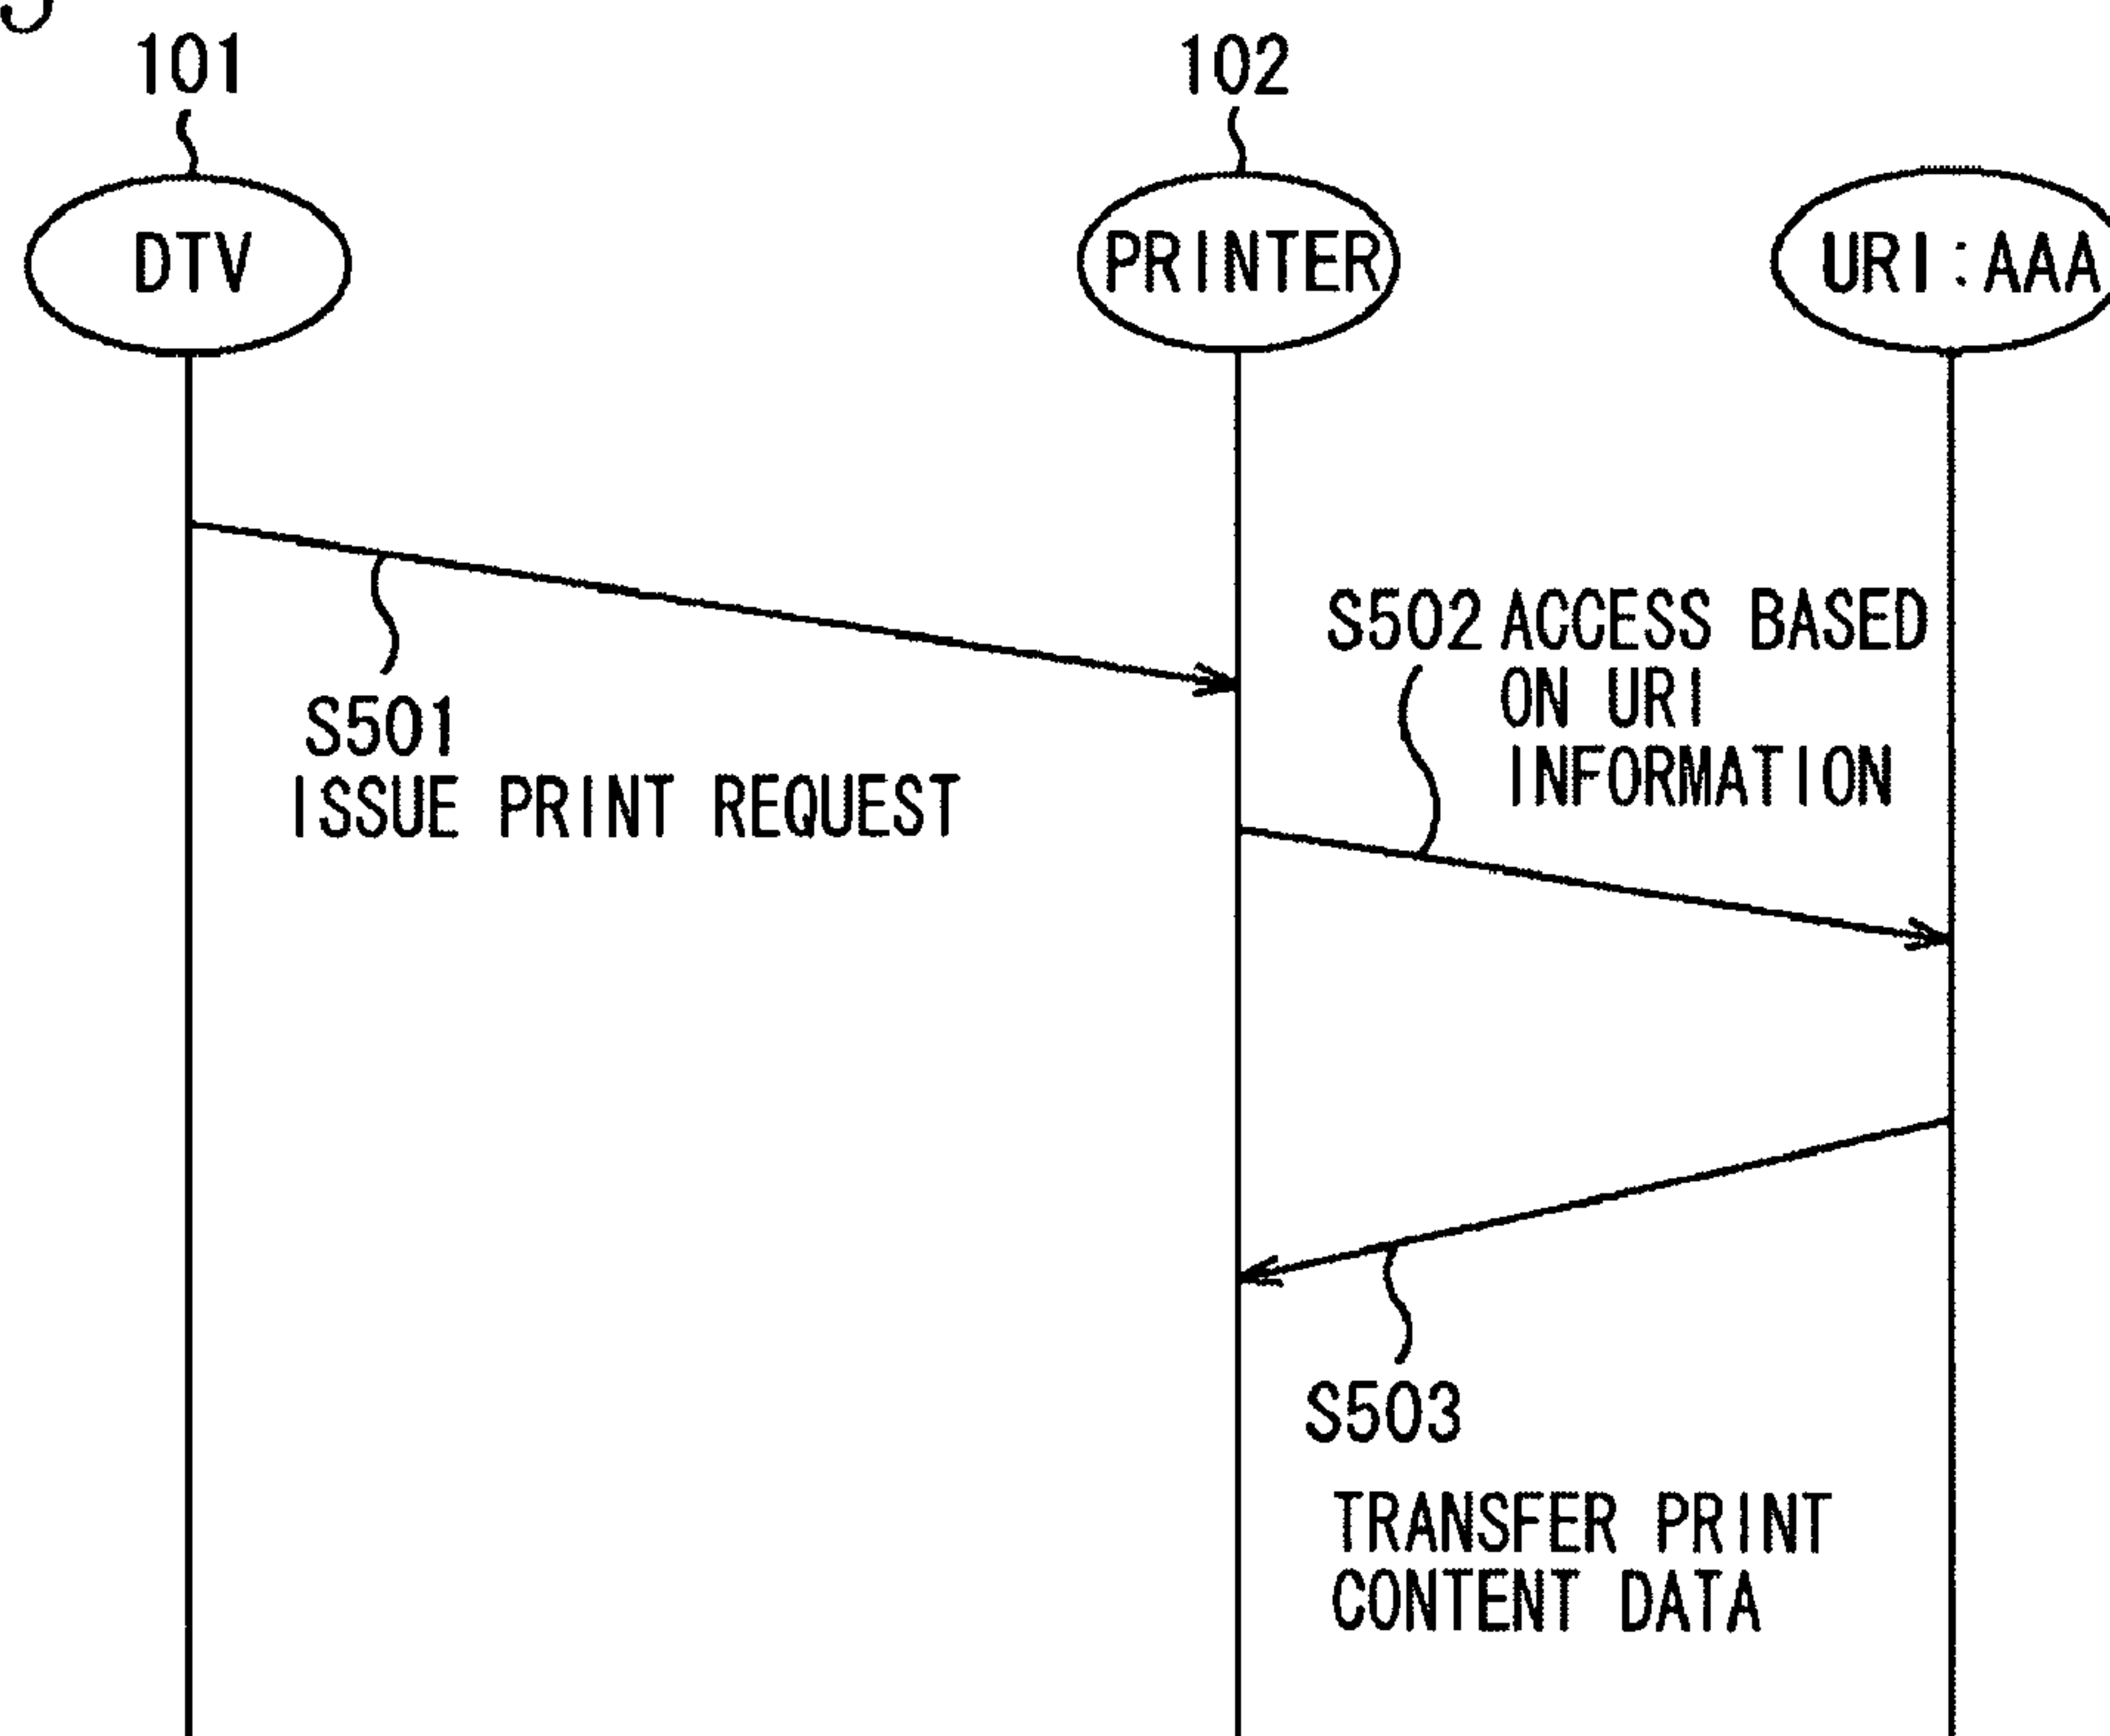 101
102
DTV
PRINTER
URI:AAA
S502 ACCESS BASED
ON URI
INFORMATION
S501
ISSUE PRINT REQUEST
S503
TRANSFER PRINT
CONTENT DATA